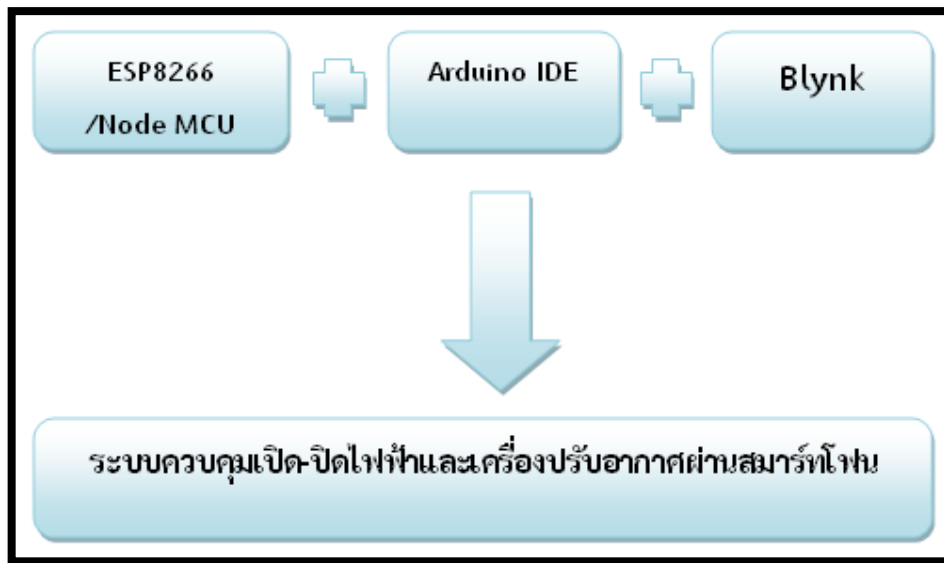 ESP8266
/Node MCU
Arduino IDE
Blynk
ระบบควบคุมเปิด-ปิดไฟฟ้าและเครื่องปรับอากาศผ่านสมาร์ทโฟน